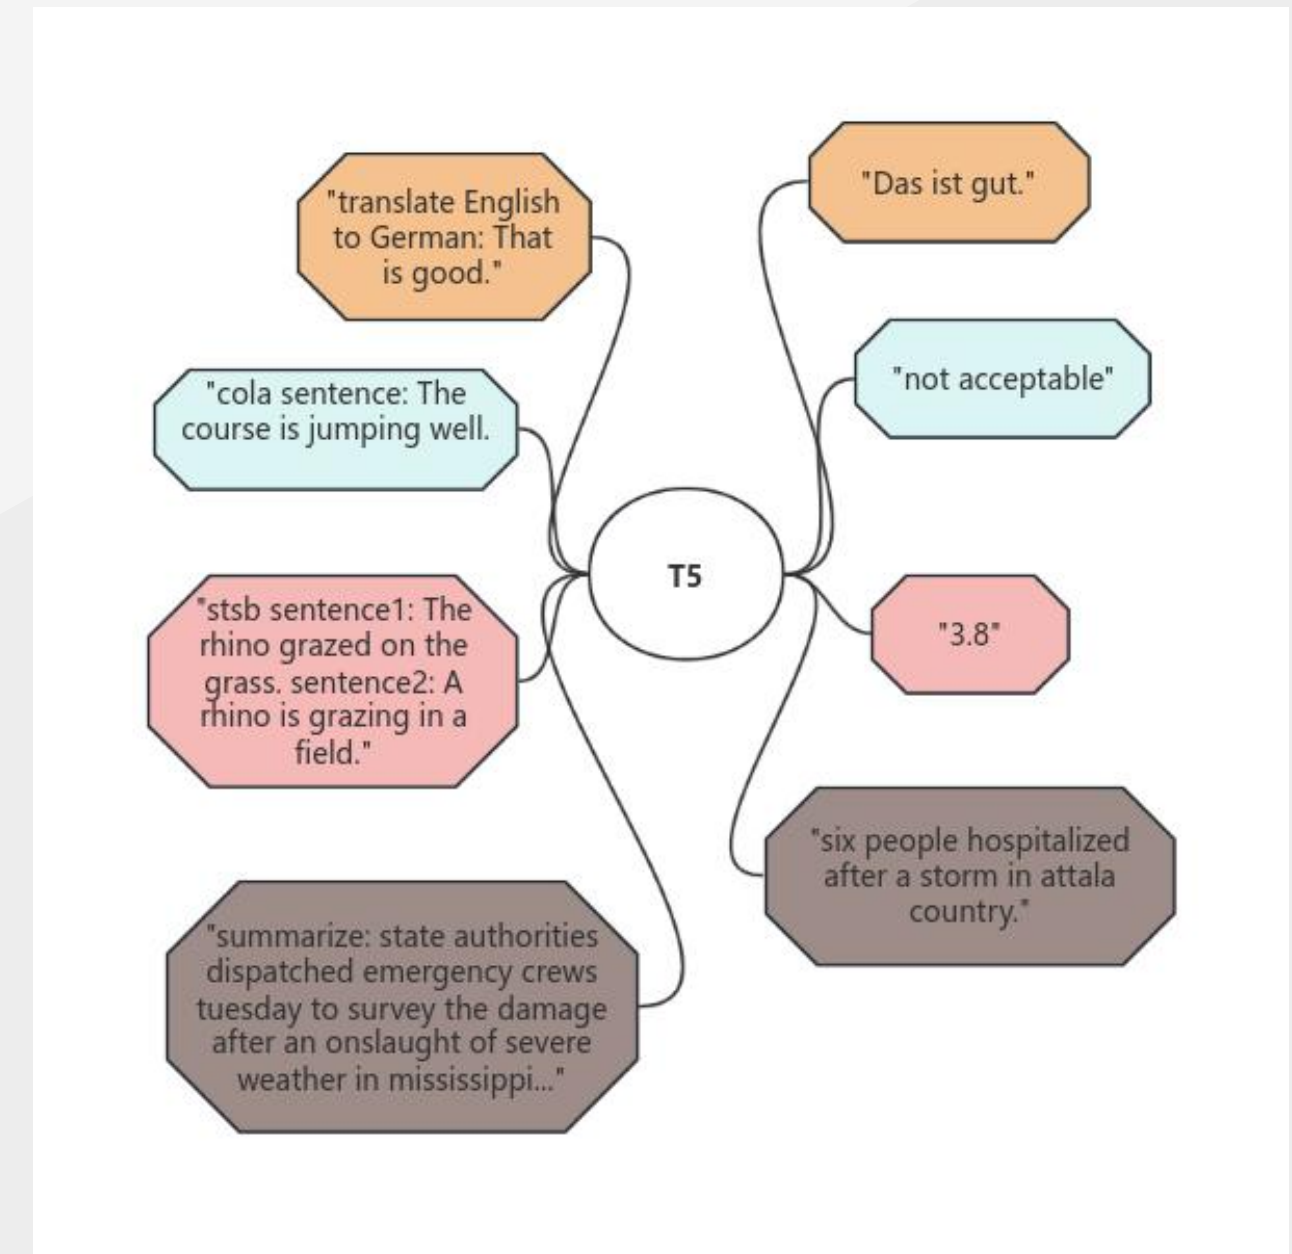 "translate English
to German: That
is good."
"cola sentence: The
course is jumping well.
"stsb sentence1: The
rhino grazed on the
grass. sentence2: A
rhino is grazing in a
field."
"summarize: state authorities
dispatched emergency crews
tuesday to survey the damage
after an onslaught of severe
weather in mississippi..."
T5
"Das ist gut."
"not acceptable"
"3.8"
"six people hospitalized
after a storm in attala
country."